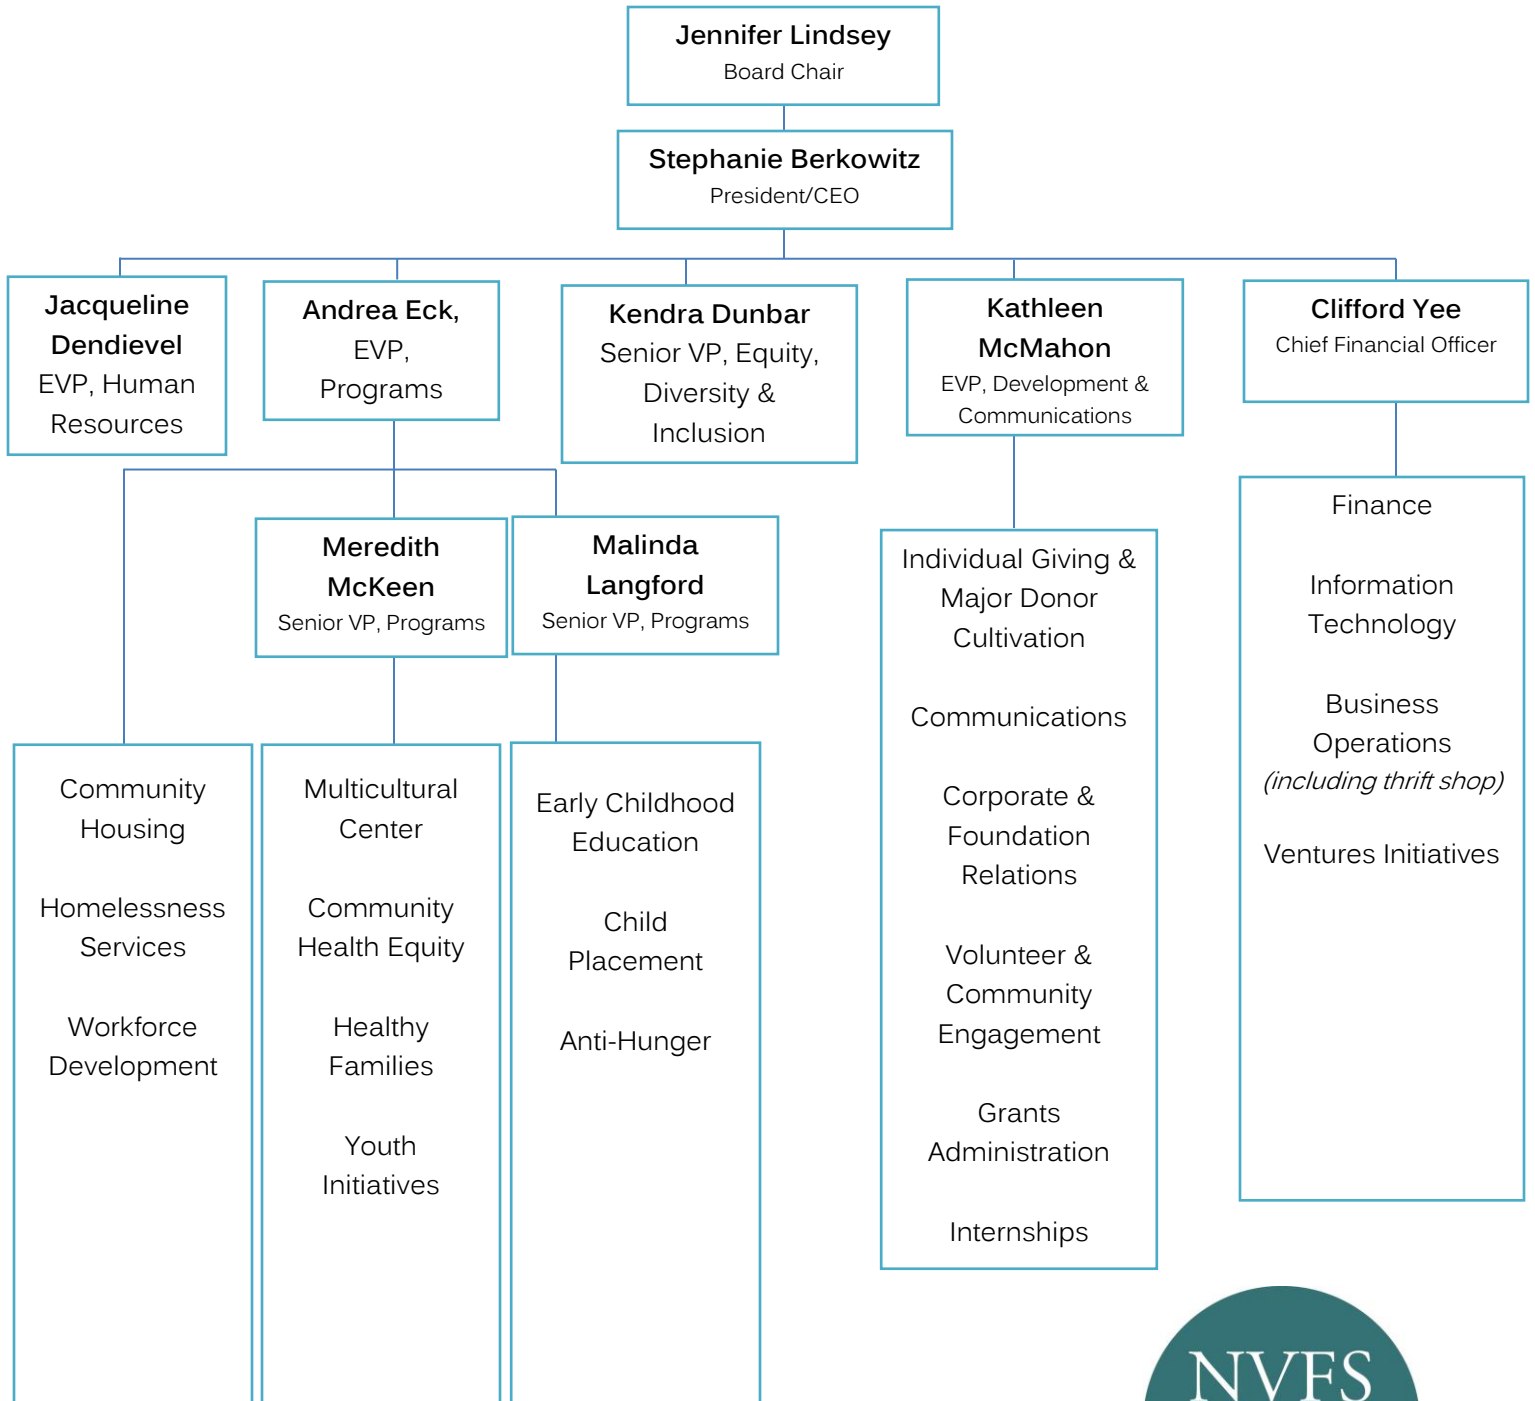 Jennifer Lindsey
Board Chair
Stephanie Berkowitz
President/CEO
Jacqueline
Dendievel
EVP, Human
Resources
Andrea Eck,
EVP,
Programs
Kendra Dunbar
Senior VP, Equity,
Diversity &
Inclusion
Kathleen
McMahon
EVP, Development &
Communications
Clifford Yee
Chief Financial Officer
Meredith
McKeen
Senior VP, Programs
Malinda
Langford
Senior VP, Programs
Community
Housing
Homelessness
Services
Workforce
Development
Multicultural
Center
Community
Health Equity
Healthy
Families
Youth
Initiatives
Early Childhood
Education
Child
Placement
Anti-Hunger
Individual Giving &
Major Donor
Cultivation
Communications
Corporate &
Foundation
Relations
Volunteer &
Community
Engagement
Grants
Administration
Internships
Finance
Information
Technology
Business
Operations
(including thrift shop)
Ventures Initiatives
NVFS